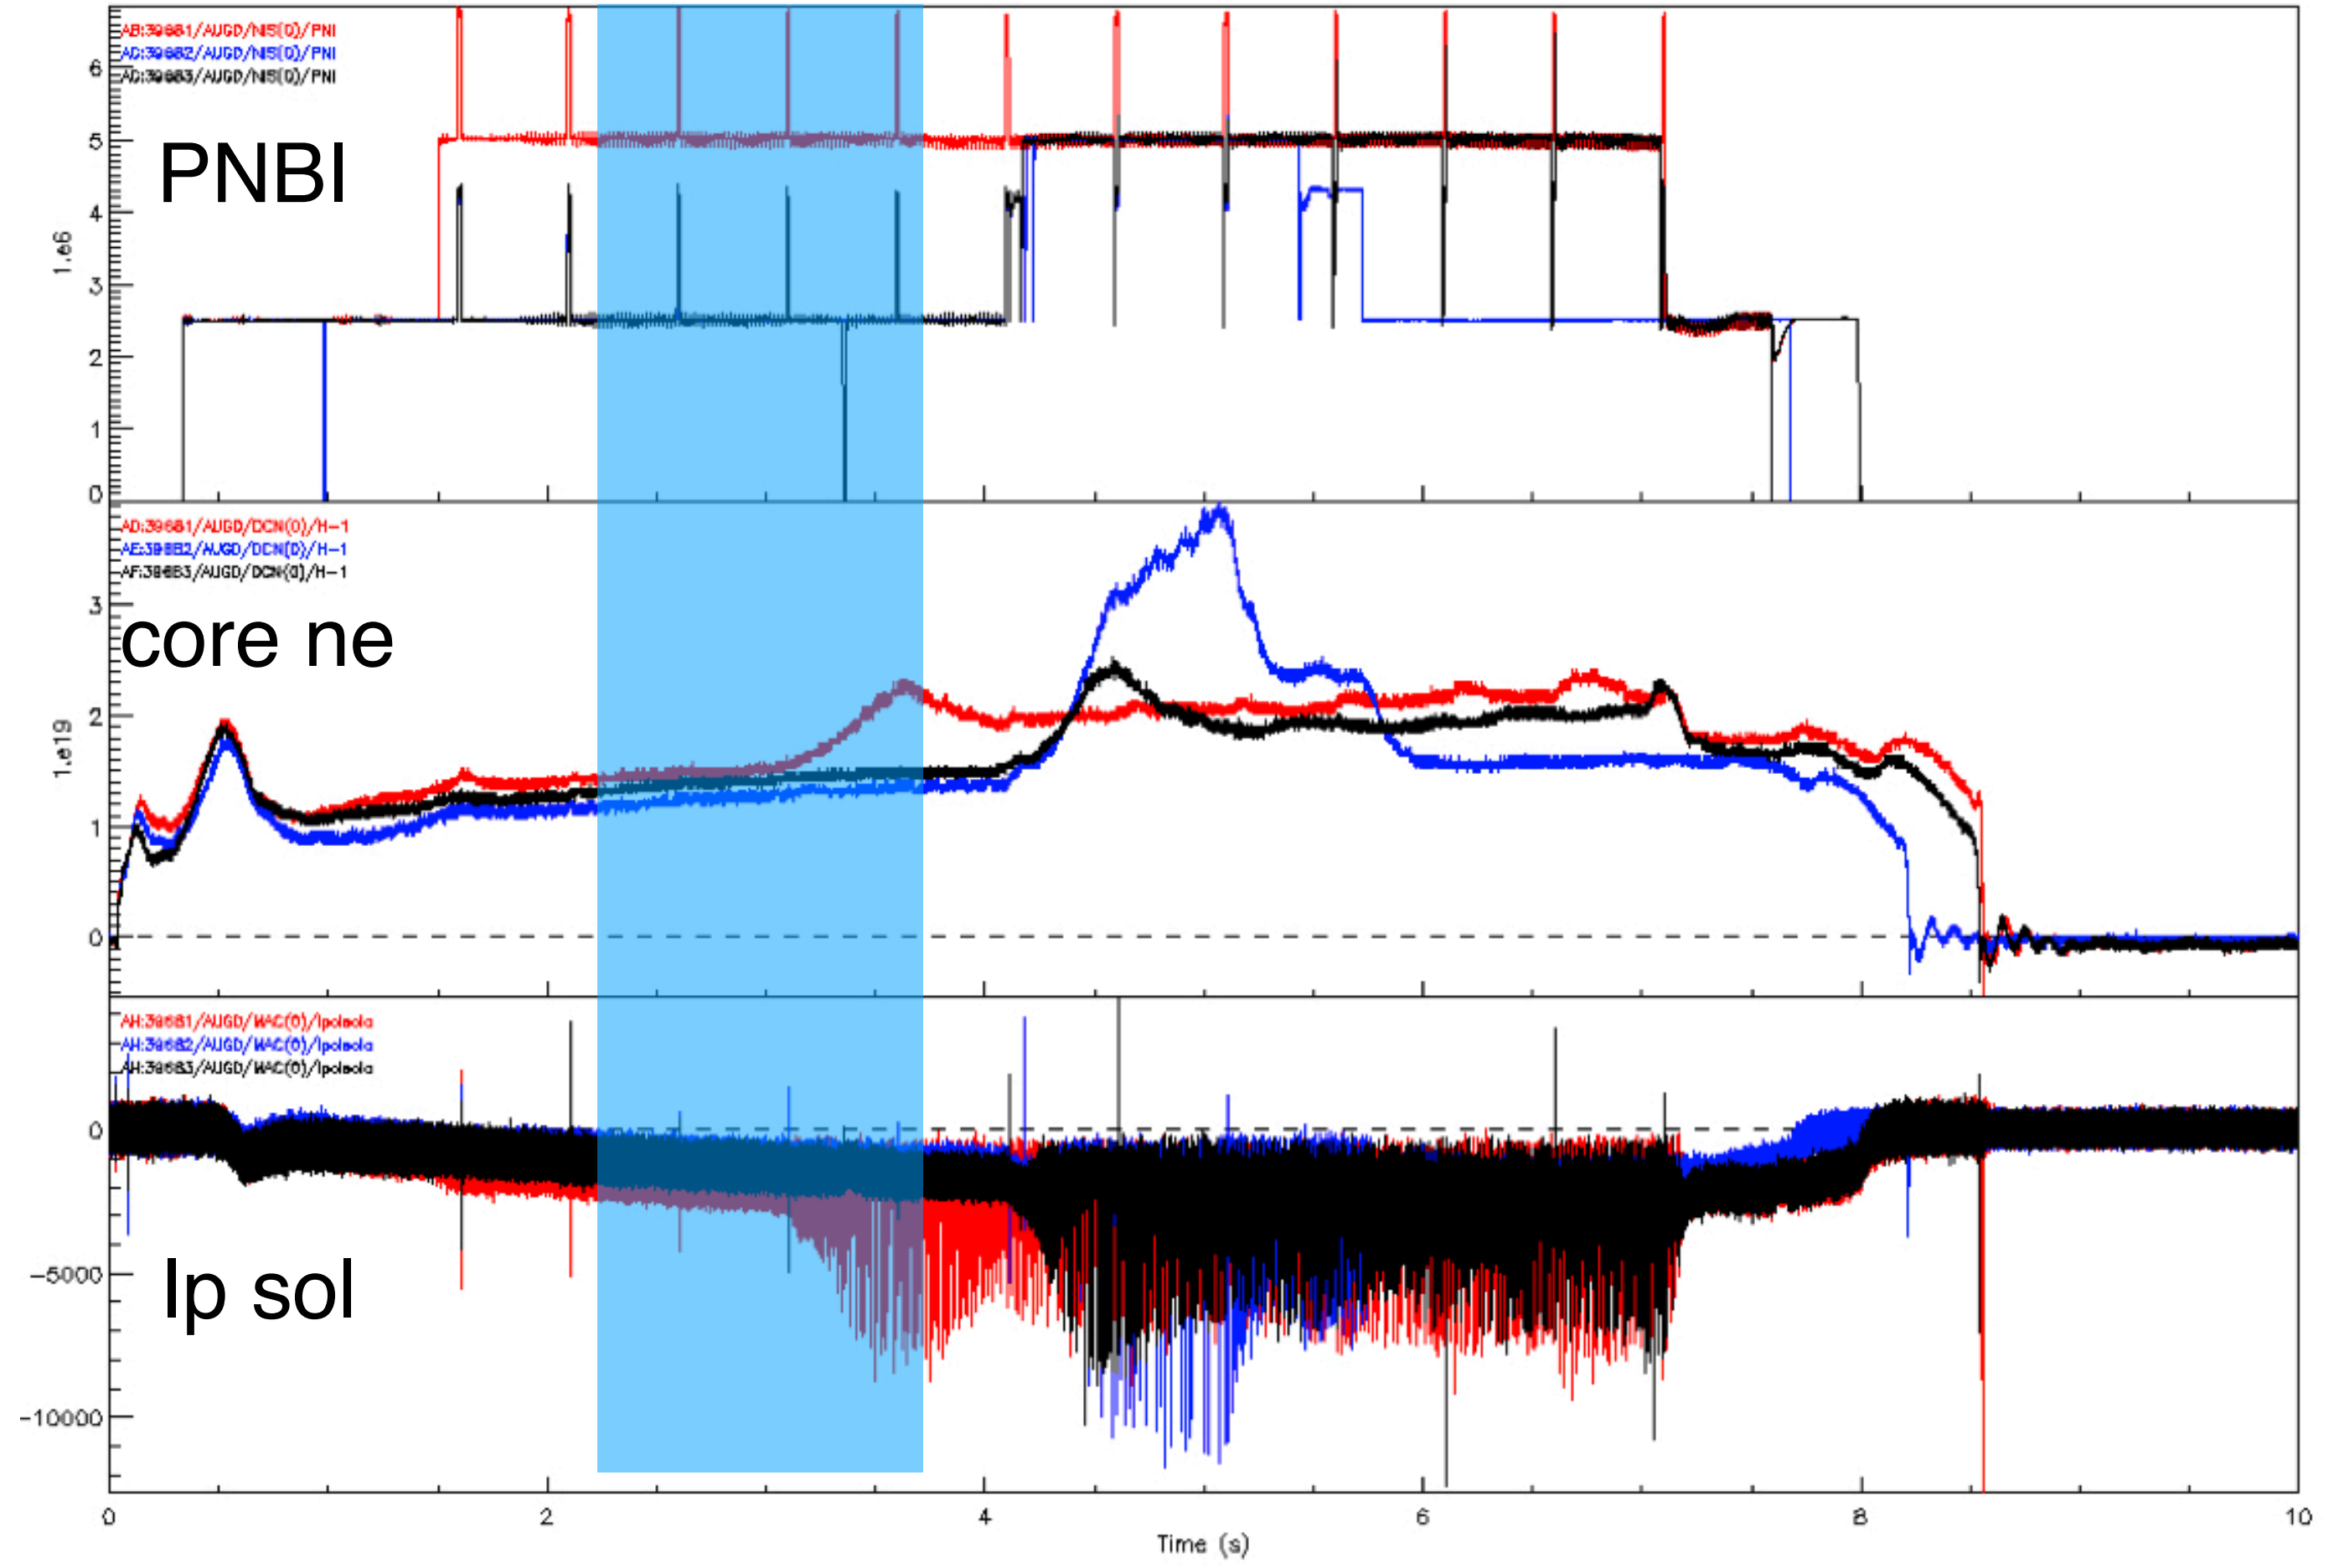 AB:39681/AUGD/NIS(0)/PNI
AC:39682/AUGD/NIS(0)/PNI
AD:39683/AUGD/NIS(0)/PNI
PNBI
1.e6
6
5
4
3
2
1
0
AD:39681/AUGD/DCN(0)/H-1
AE:39682/AUGD/DCN(0)/H-1
AF:39683/AUGD/DCN(0)/H-1
core ne
1.e19
3
2
1
0
AH:39681/AUGD/MAC(0)/Ipolsola
AH:39682/AUGD/MAC(0)/Ipolsola
AH:39683/AUGD/MAC(0)/Ipolsola
0
-5000
Ip sol
-10000
0 2 4 6 8 10
Time (s)